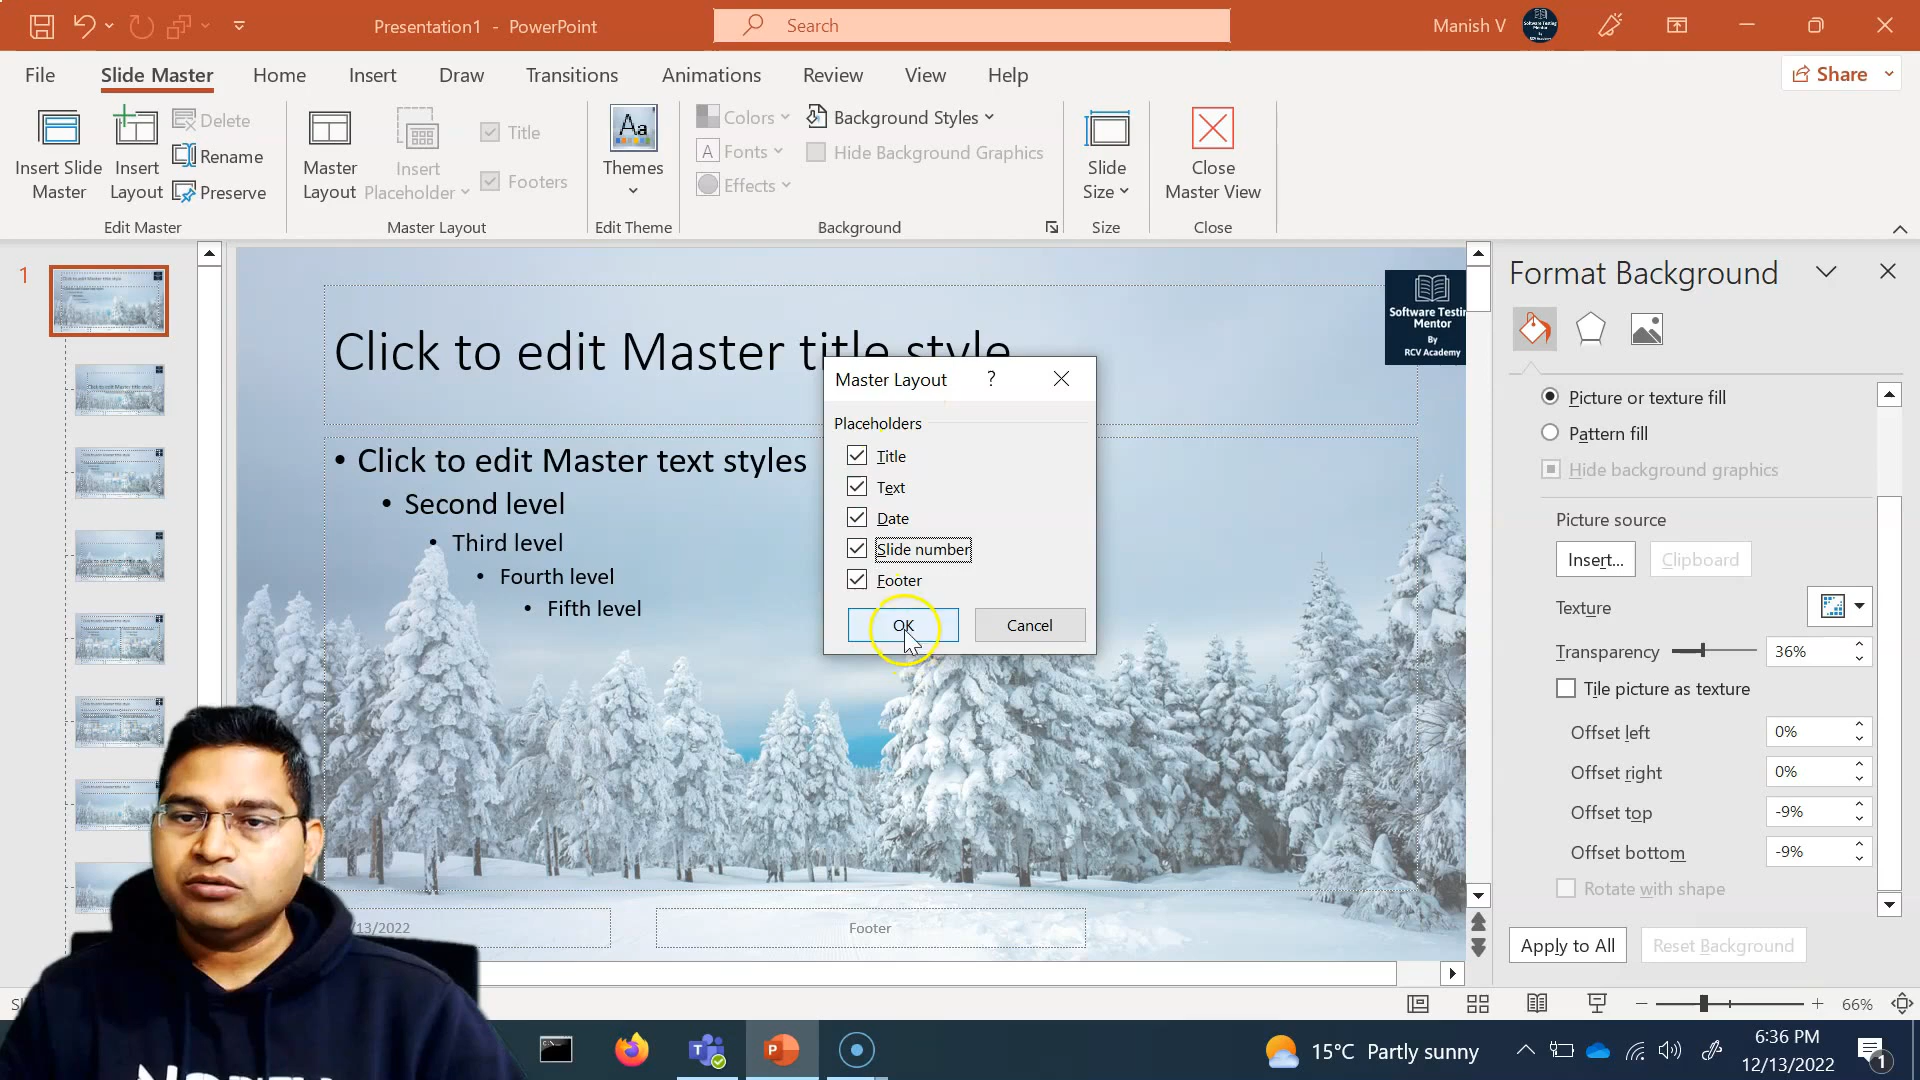 Presentation1 - PowerPoint
Search
Manish V
File
Slide Master
Home
Insert
Draw
Transitions
Animations
Review
View
Help
Share
Insert Slide
Master
Insert
Layout
Delete
Rename
Preserve
Edit Master
Master
Layout
Insert
Placeholder
Title
Footers
Master Layout
Themes
Edit Theme
Colors
Fonts
Effects
Background Styles
Hide Background Graphics
Background
Slide
Size
Size
Close
Master View
Close
1
Click to edit Master title style
Software Testin
Mentor
By
RCV Academy
• Click to edit Master text styles
• Second level
• Third level
• Fourth level
• Fifth level
/13/2022
Footer
Master Layout
?
Placeholders
Title
Text
Date
Slide number
Footer
OK
Cancel
Format Background
Picture or texture fill
Pattern fill
Hide background graphics
Picture source
Insert...
Clipboard
Texture
Transparency
36%
Tile picture as texture
Offset left
0%
Offset right
0%
Offset top
-9%
Offset bottom
-9%
Rotate with shape
Apply to All
Reset Background
66%
15°C Partly sunny
6:36 PM
12/13/2022
1